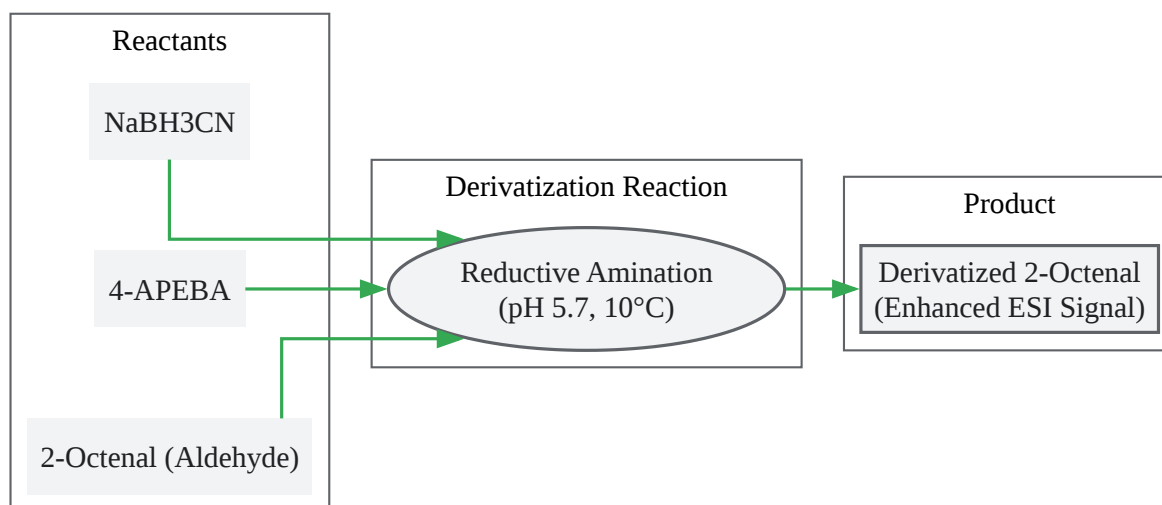 Reactants
NaBH3CN
4-APEBA
2-Octenal (Aldehyde)
Derivatization Reaction
Reductive Amination
(pH 5.7, 10°C)
Product
Derivatized 2-Octenal
(Enhanced ESI Signal)